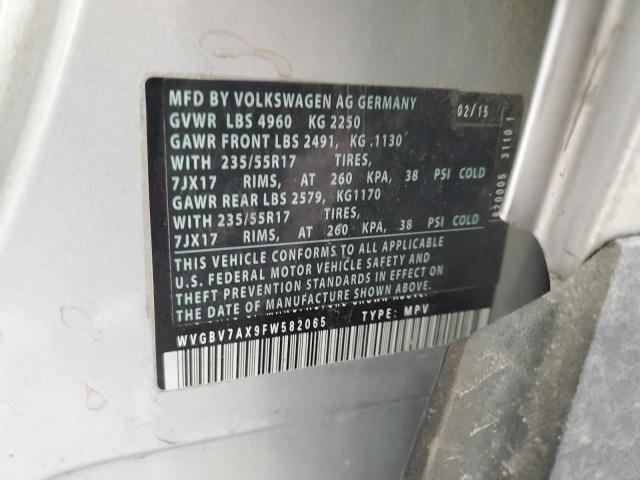 MFD BY VOLKSWAGEN AG GERMANY
02/15
GVWR LBS 4960 KG 2250
GAWR FRONT LBS 2491, KG .1130
WITH 235/55R17 TIRES,
7JX17 RIMS, AT 260 KPA, 38 PSI COLD
GAWR REAR LBS 2579, KG1170
WITH 235/55R17 TIRES,
7JX17 RIMS, AT 260 KPA, 38 PSI COLD
THIS VEHICLE CONFORMS TO ALL APPLICABLE
U.S. FEDERAL MOTOR VEHICLE SAFETY AND
THEFT PREVENTION STANDARDS IN EFFECT ON
THE DATE OF MANUFACTURE SHOWN ABOVE.
WVGBV7AX9FW582065 TYPE: MPV
820005 3110 1